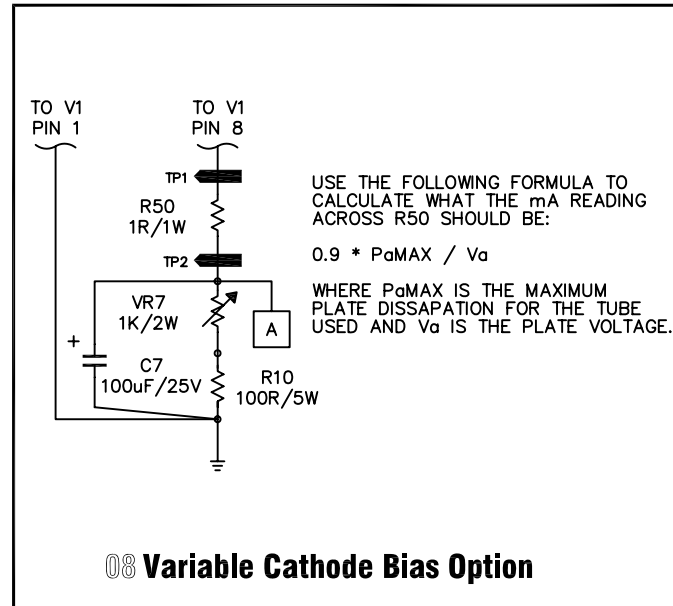 TO V1
PIN 1
TO V1
PIN 8
TP1
R50
1R/1W
TP2
VR7
1K/2W
A
+
C7
100uF/25V
R10
100R/5W
USE THE FOLLOWING FORMULA TO
CALCULATE WHAT THE mA READING
ACROSS R50 SHOULD BE:
0.9 * PaMAX / Va
WHERE PaMAX IS THE MAXIMUM
PLATE DISSAPATION FOR THE TUBE
USED AND Va IS THE PLATE VOLTAGE.
08 Variable Cathode Bias Option